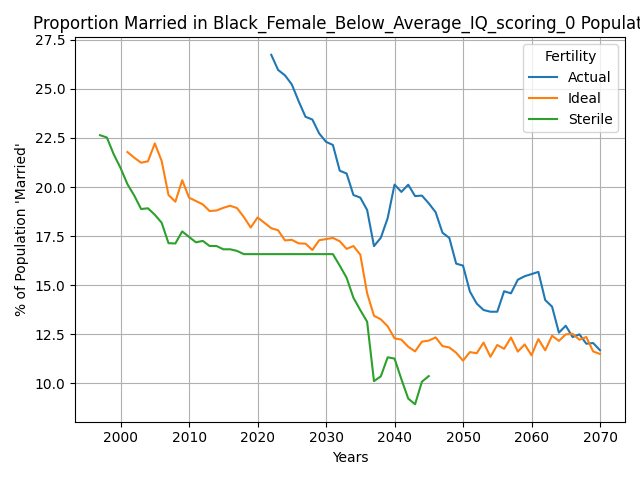 Proportion Married in Black_Female_Below_Average_IQ_scoring_0 Populat
27.5
25.0
22.5
20.0
17.5
15.0
12.5
10.0
% of Population 'Married'
Fertility
Actual
Ideal
Sterile
2000 2010 2020 2030 2040 2050 2060 2070
Years